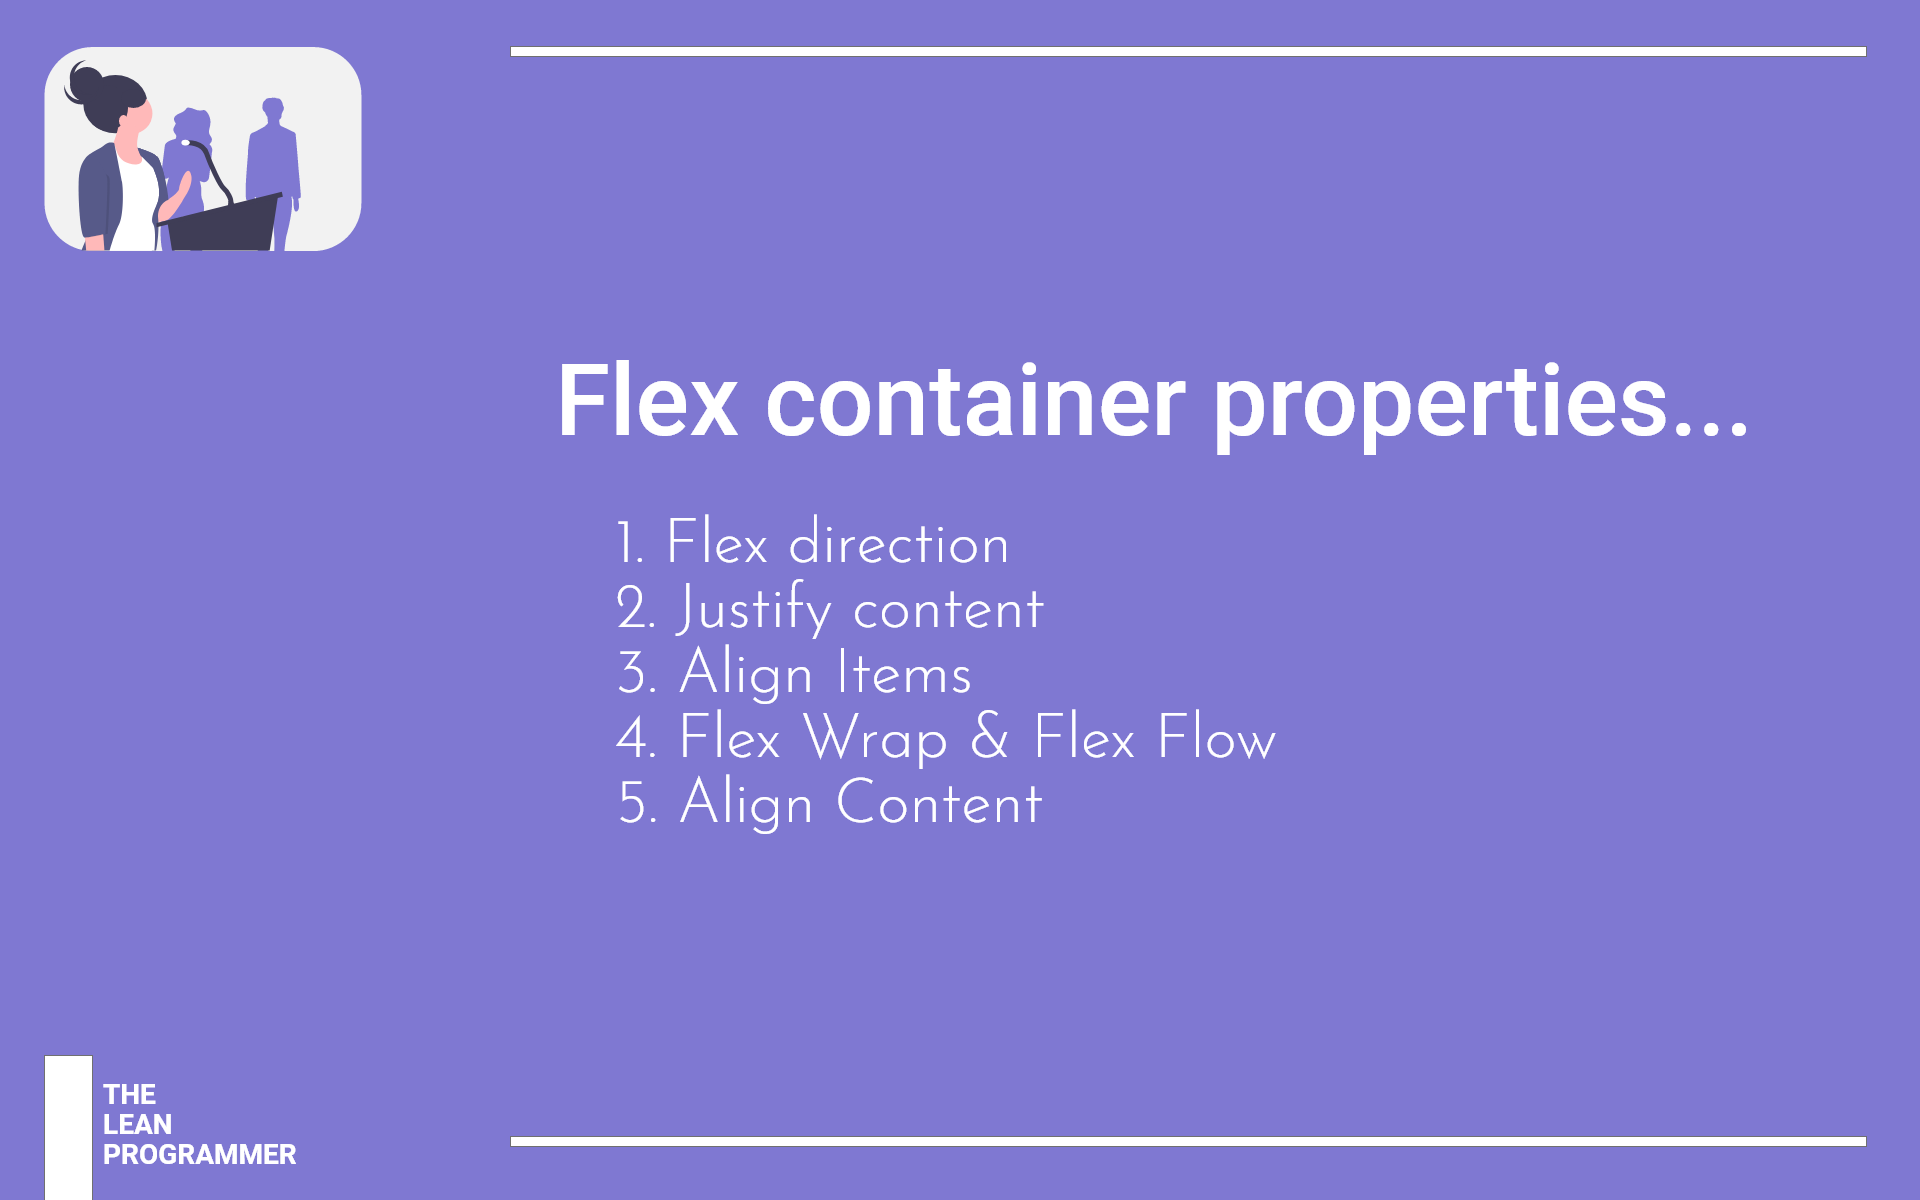 Flex container properties...
1. Flex direction
2. Justify content
3. Align Items
4. Flex Wrap & Flex Flow
5. Align Content
THE
LEAN
PROGRAMMER